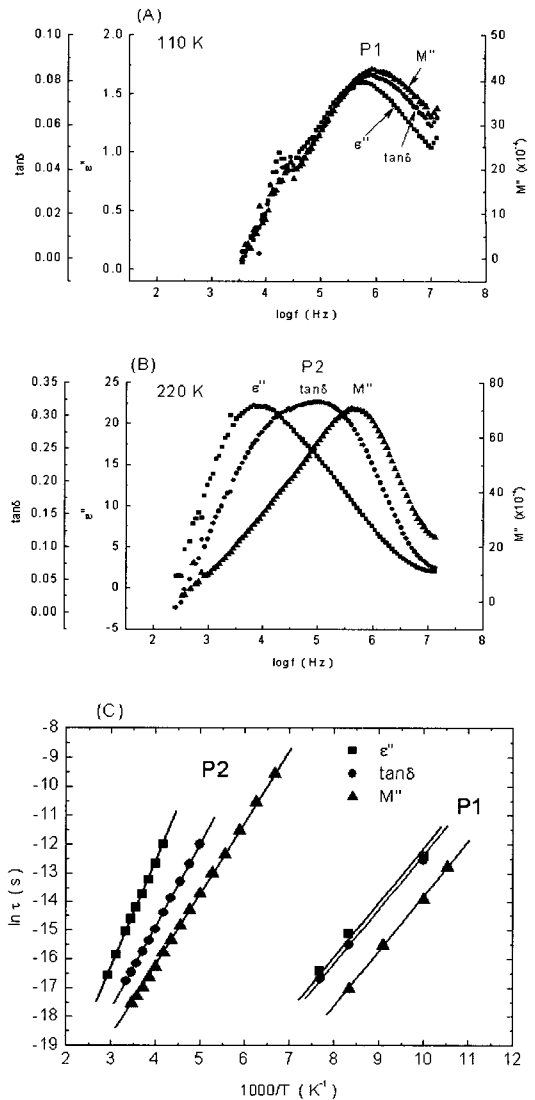 (A)
110 K
P1
M''
ε''
tanδ
0.10
0.08
0.06
0.04
0.02
0.00
tanδ
2.0
1.5
1.0
0.5
0.0
ε''
50
40
30
20
10
0
M'' (x10⁻⁴)
2 3 4 5 6 7 8
logf (Hz)
(B)
220 K
P2
ε'' tanδ M''
0.35
0.30
0.25
0.20
0.15
0.10
0.05
0.00
tanδ
25
20
15
10
5
0
-5
ε''
80
60
40
20
0
M'' (x10⁻⁴)
2 3 4 5 6 7 8
logf (Hz)
(C)
P2
ε''
tanδ
M''
P1
-8
-9
-10
-11
-12
-13
-14
-15
-16
-17
-18
-19
ln τ (s)
2 3 4 5 6 7 8 9 10 11 12
1000/T (K⁻¹)